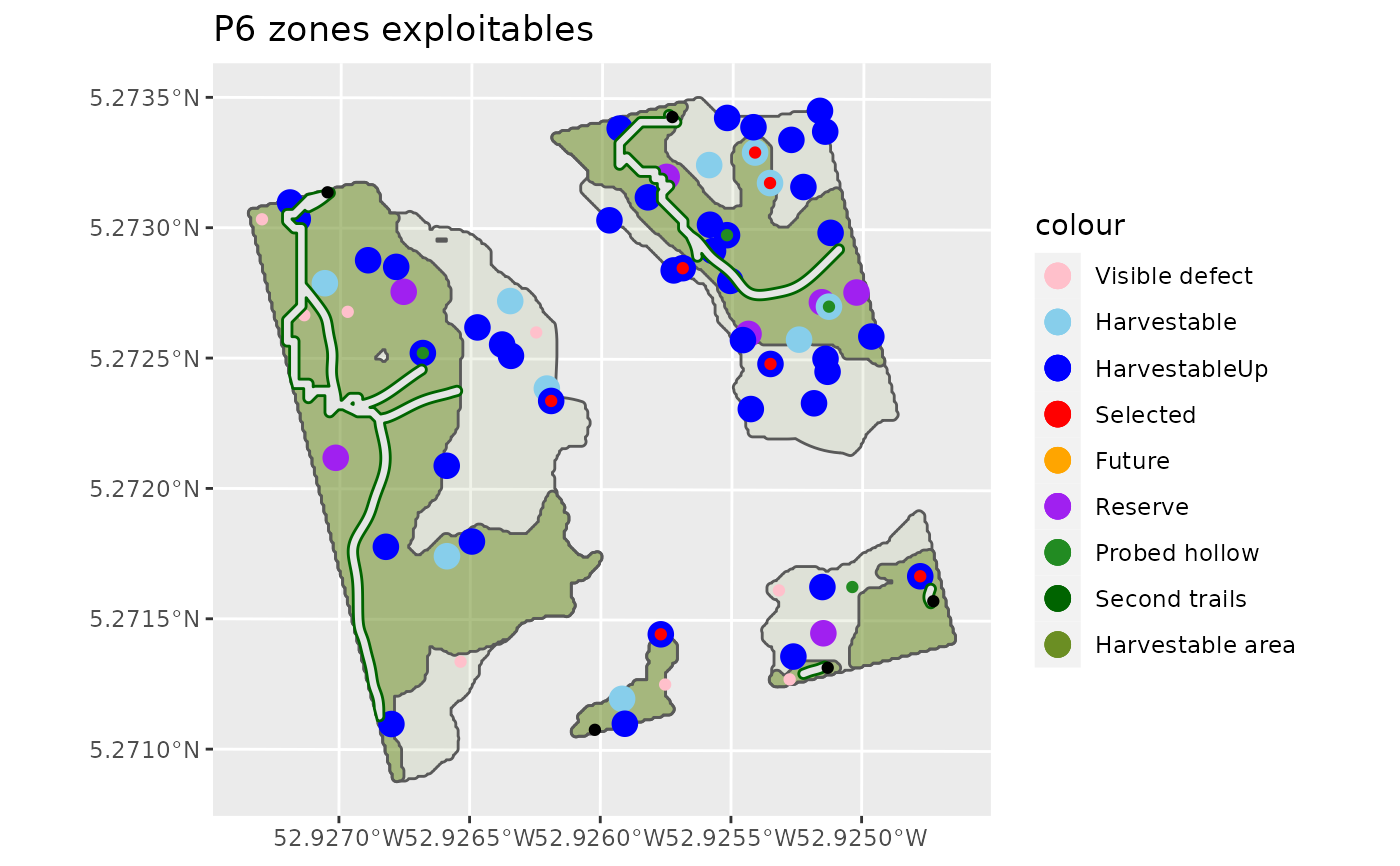 P6 zones exploitables
5.2735°N
5.2730°N
5.2725°N
5.2720°N
5.2715°N
5.2710°N
52.9270°W52.9265°W52.9260°W52.9255°W52.9250°W
colour
Visible defect
Harvestable
HarvestableUp
Selected
Future
Reserve
Probed hollow
Second trails
Harvestable area